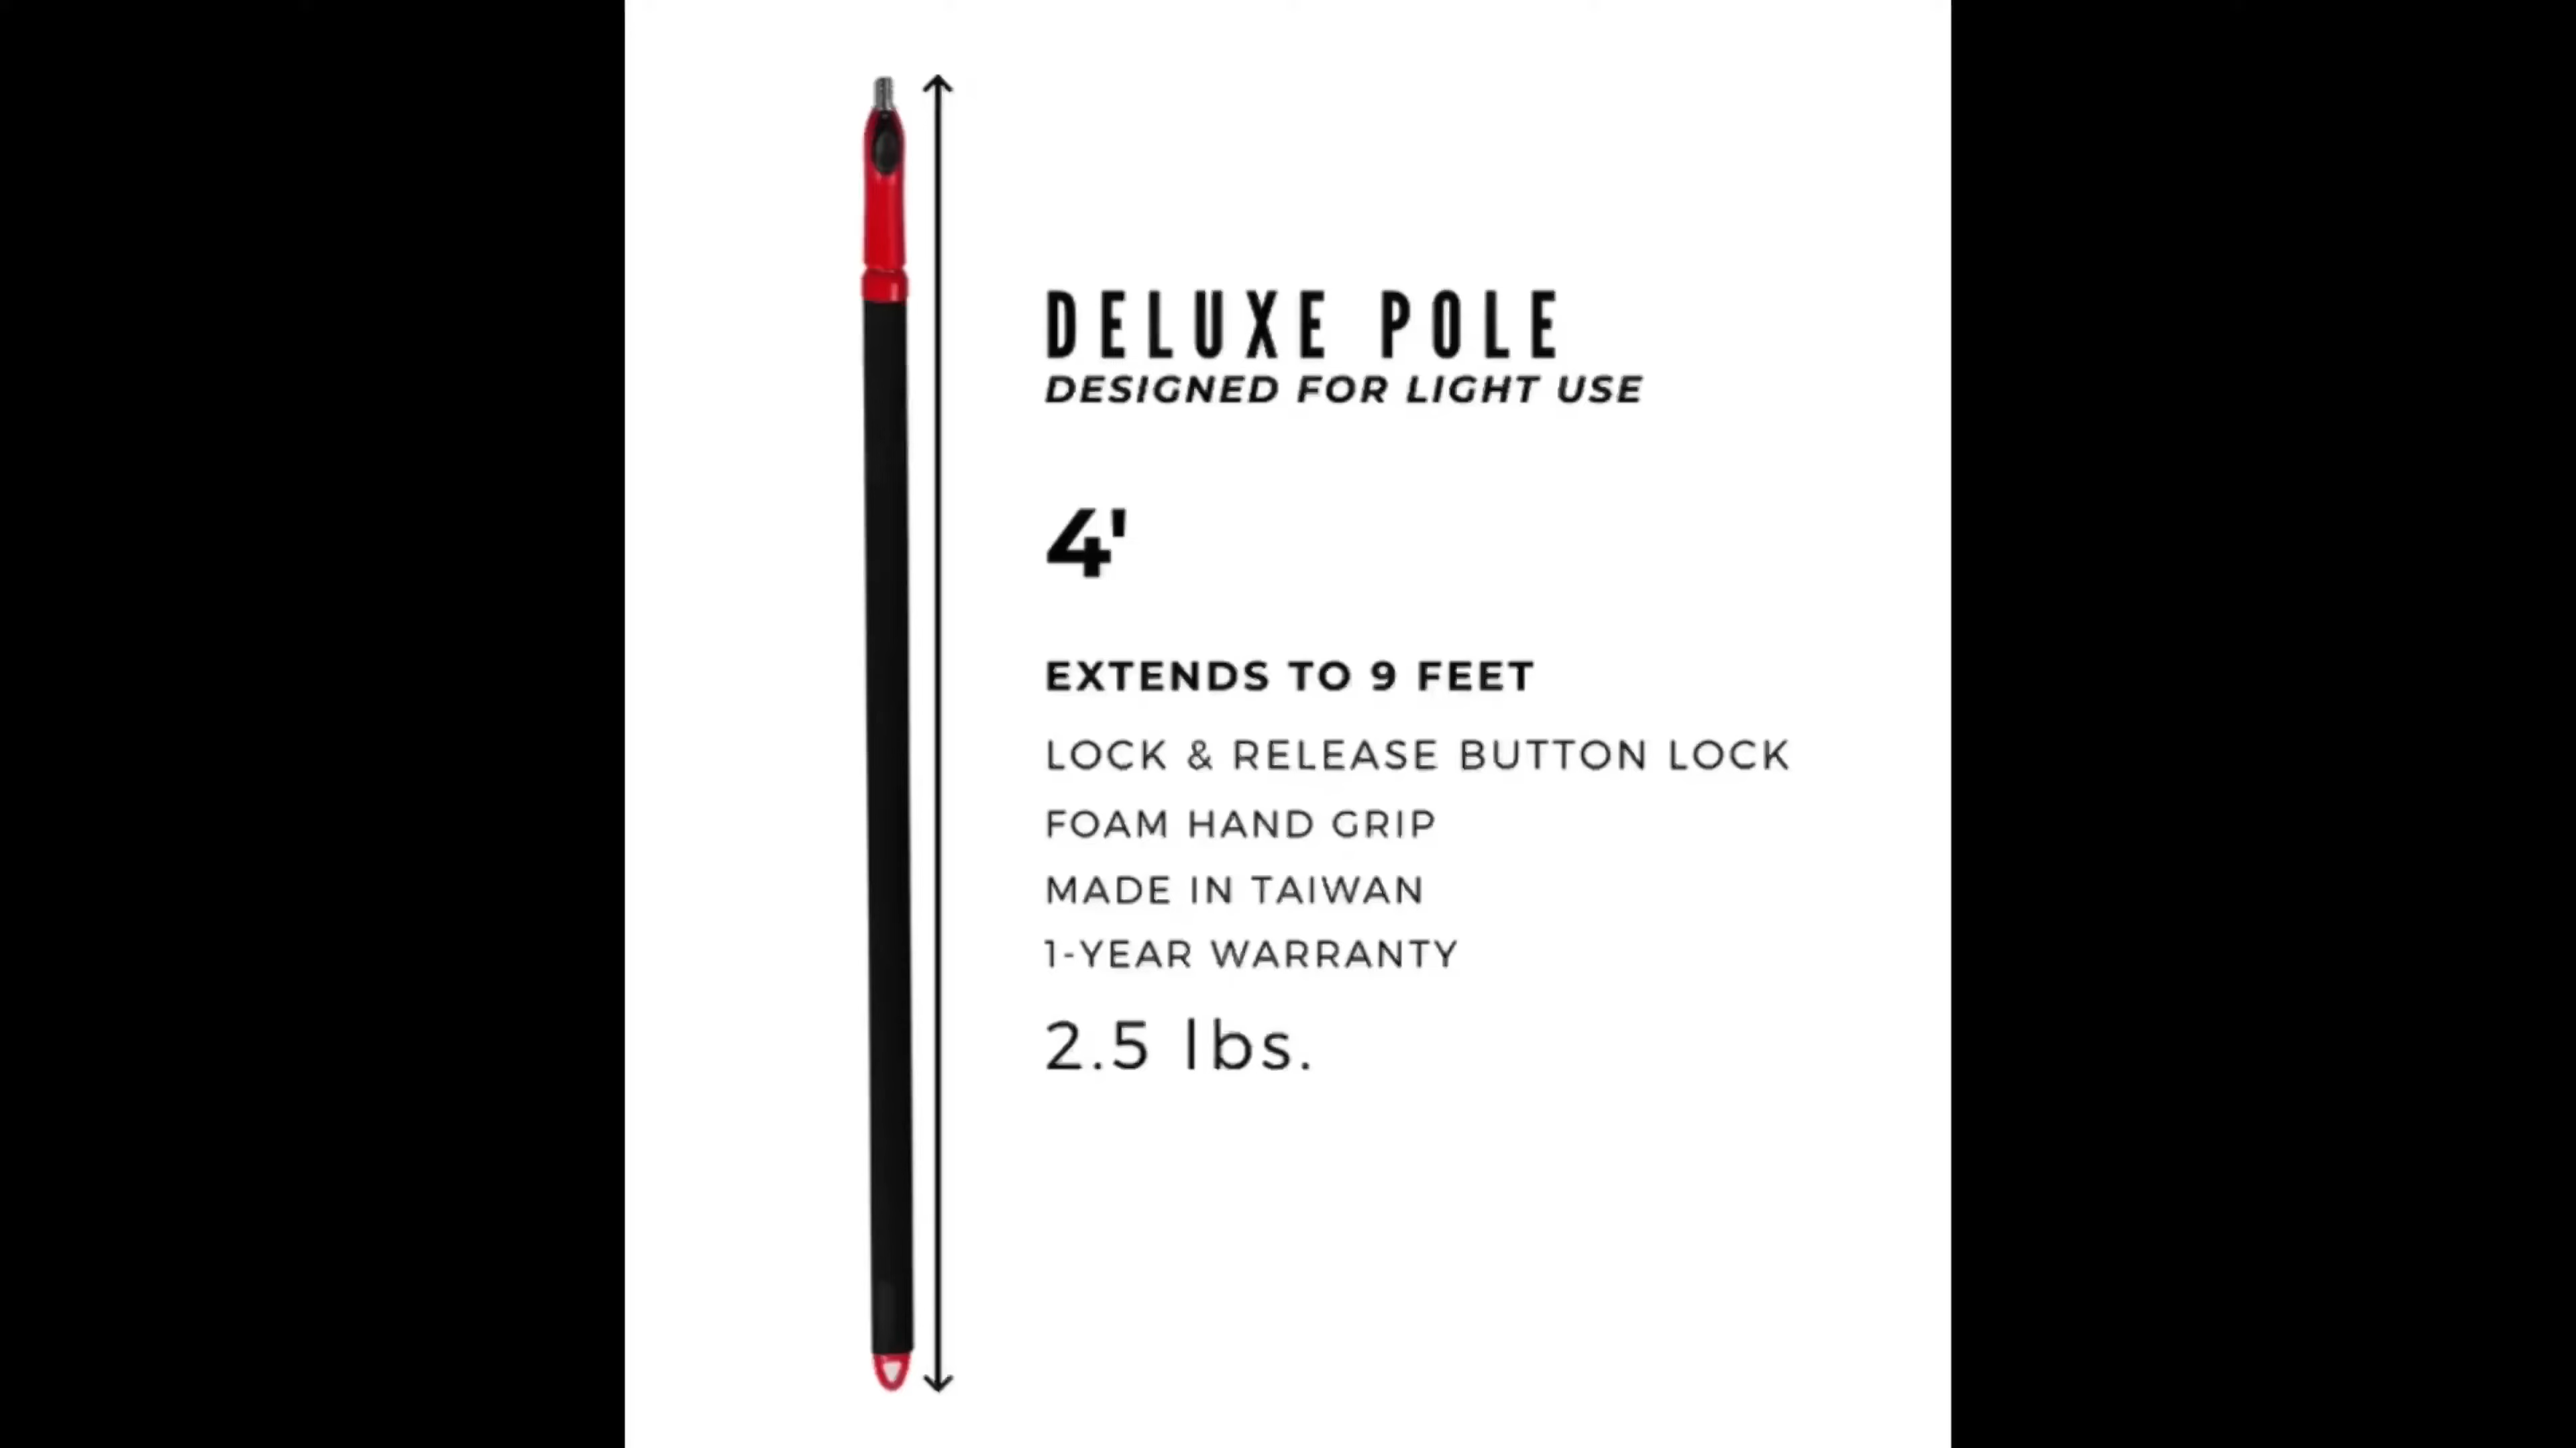 DELUXE POLE
DESIGNED FOR LIGHT USE
4'
EXTENDS TO 9 FEET
LOCK & RELEASE BUTTON LOCK
FOAM HAND GRIP
MADE IN TAIWAN
1-YEAR WARRANTY
2.5 lbs.